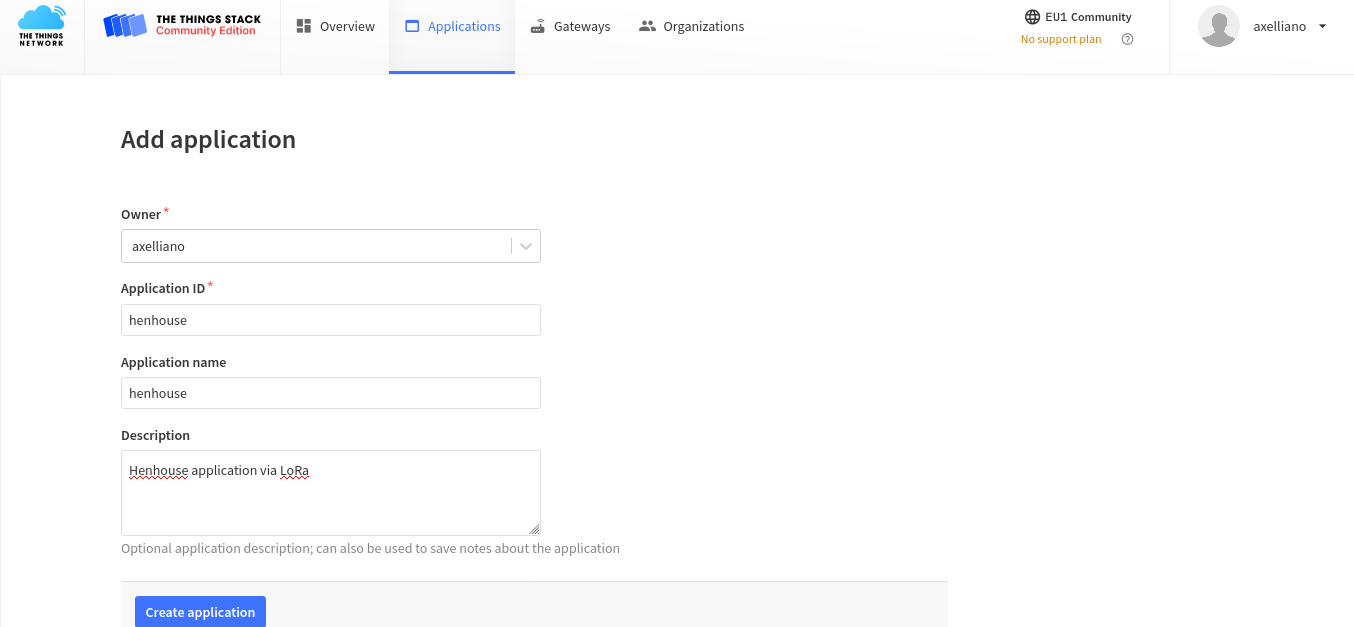 THE THINGS
NETWORK
THE THINGS STACK
Community Edition
Overview
Applications
Gateways
Organizations
EU1 Community
No support plan
axelliano
Add application
Owner *
axelliano
Application ID *
henhouse
Application name
henhouse
Description
Henhouse application via LoRa
Optional application description; can also be used to save notes about the application
Create application